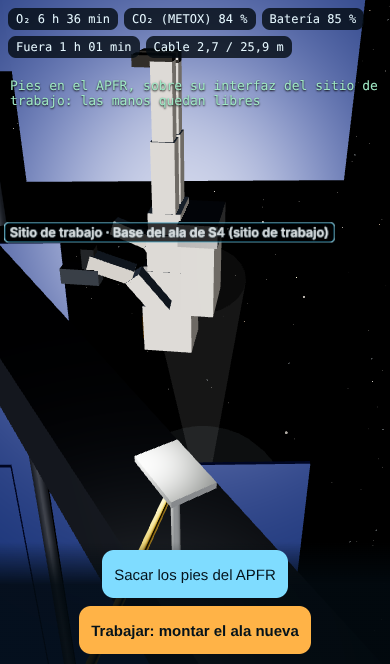 O₂ 6 h 36 min CO₂ (METOX) 84 % Batería 85 %
Fuera 1 h 01 min Cable 2,7 / 25,9 m
Pies en el APFR, sobre su interfaz del sitio de
trabajo: las manos quedan libres
Sitio de trabajo · Base del ala de S4 (sitio de trabajo)
Sacar los pies del APFR
Trabajar: montar el ala nueva